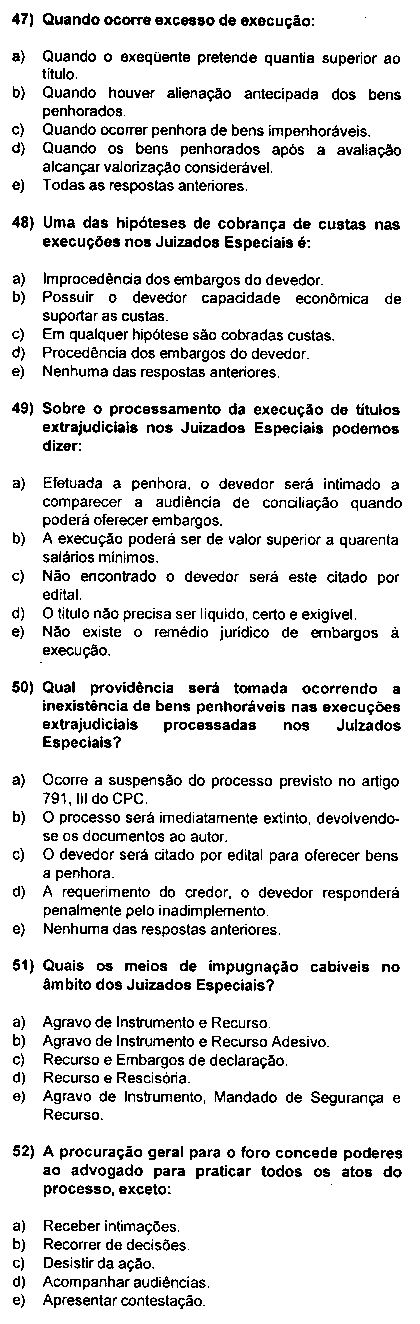 47) Quando ocorre excesso de execução:
a) Quando o exeqüente pretende quantia superior ao
título.
b) Quando houver alienação antecipada dos bens
penhorados.
c) Quando ocorrer penhora de bens impenhoráveis.
d) Quando os bens penhorados após a avaliação
alcançar valorização considerável.
e) Todas as respostas anteriores.
48) Uma das hipóteses de cobrança de custas nas
execuções nos Juizados Especiais é:
a) Improcedência dos embargos do devedor.
b) Possuir o devedor capacidade econômica de
suportar as custas.
c) Em qualquer hipótese são cobradas custas.
d) Procedência dos embargos do devedor.
e) Nenhuma das respostas anteriores.
49) Sobre o processamento da execução de títulos
extrajudiciais nos Juizados Especiais podemos
dizer:
a) Efetuada a penhora, o devedor será intimado a
comparecer a audiência de conciliação quando
poderá oferecer embargos.
b) A execução poderá ser de valor superior a quarenta
salários mínimos.
c) Não encontrado o devedor será este citado por
edital.
d) O título não precisa ser líquido, certo e exigível.
e) Não existe o remédio jurídico de embargos à
execução.
50) Qual providência será tomada ocorrendo a
inexistência de bens penhoráveis nas execuções
extrajudiciais processadas nos Juizados
Especiais?
a) Ocorre a suspensão do processo previsto no artigo
791, III do CPC.
b) O processo será imediatamente extinto, devolvendo-
se os documentos ao autor.
c) O devedor será citado por edital para oferecer bens
a penhora.
d) A requerimento do credor, o devedor responderá
penalmente pelo inadimplemento.
e) Nenhuma das respostas anteriores.
51) Quais os meios de impugnação cabíveis no
âmbito dos Juizados Especiais?
a) Agravo de Instrumento e Recurso.
b) Agravo de Instrumento e Recurso Adesivo.
c) Recurso e Embargos de declaração.
d) Recurso e Rescisória.
e) Agravo de Instrumento, Mandado de Segurança e
Recurso.
52) A procuração geral para o foro concede poderes
ao advogado para praticar todos os atos do
processo, exceto:
a) Receber intimações.
b) Recorrer de decisões.
c) Desistir da ação.
d) Acompanhar audiências.
e) Apresentar contestação.